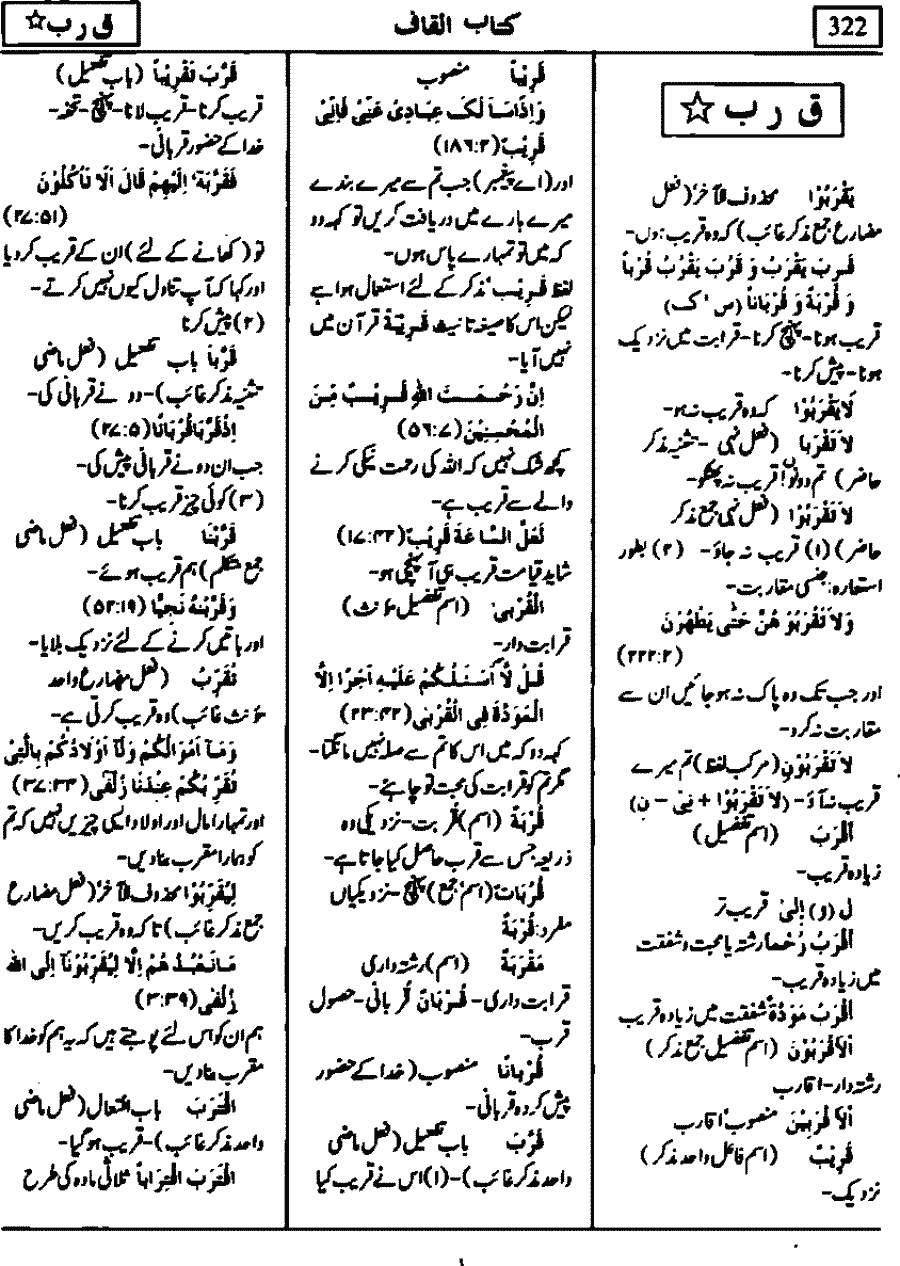 322
کتاب القاف
ق ر ب ☆
ق ر ب ☆
یَقْرَبُوْا محذوف الآخر (فعل
مضارع جمع مذکر غائب) کہ وہ قریب ہوں-
قَرِبَ یَقْرَبُ وَ قَرُبَ یَقْرُبُ قُرْباً
وَ قُرْبَةً وَ قُرْبَاناً (س ' ک)
قریب ہونا-پہنچ کرنا-قرابت میں نزدیک
ہونا-پیش کرنا-
لَایَقْرَبُوْا کہ وہ قریب نہ ہو-
لَا تَقْرَبا (فعل نہی - تثنیہ مذکر
حاضر) تم دونوں! قریب نہ پھٹکو-
لَا تَقْرَبُوْا (فعل نہی جمع مذکر
حاضر) (۱) قریب نہ جاؤ- (۲) بطور
استعارہ: جنسی مقاربت-
وَلَا تَقْرَبُوْ هُنَّ حَتّٰی یَطْهُرْنَ
(۲۲۲:۲)
اور جب تک وہ پاک نہ ہو جائیں ان سے
مقاربت نہ کرو-
لَا تَقْرَبُوْنِ (مرکب لفظ) تم میرے
قریب نہ آؤ- (لَا تَقْرَبُوْا + نِیْ - نِ)
اَقْرَبُ (اسم تفضیل)
زیادہ قریب-
لِ (و) اِلیٰ قریب تر
اَقْرَبُ رُحْماً رشتہ یا محبت و شفقت
میں زیادہ قریب-
اَقْرَبُ مَوَدَّةً شفقت میں زیادہ قریب
اَلْاَقْرَبُوْنَ (اسم تفضیل جمع مذکر)
رشتہ دار-اقارب
اَلْاَ قْرَبِیْنَ منصوب اقارب
قَرِیْبٌ (اسم فاعل واحد مذکر)
نزدیک-
قَرِیْباً منصوب
وَاِذَا سَأَ لَکَ عِبَادِیْ عَنِّیْ فَاِنِّیْ
قَرِیْبٌ (۱۸۶:۲)
اور (اے پیغمبر) جب تم سے میرے بندے
میرے بارے میں دریافت کریں تو کہہ دو
کہ میں تو تمہارے پاس ہوں-
لفظ قَرِیْب' مذکر کے لئے استعمال ہوا ہے
لیکن اس کا صیغہ تانیث قَرِیْبَةٌ قرآن میں
نہیں آیا-
اِنَّ رَحْمَتَ اللهِ قَرِیْبٌ مِّنَ
الْمُحْسِنِیْنَ (۵۶:۷)
کچھ شک نہیں کہ اللہ کی رحمت نیکی کرنے
والے سے قریب ہے-
لَعَلَّ السَّاعَةَ قَرِیْبٌ (۱۷:۴۲)
شاید قیامت قریب ہی آ پہنچی ہو-
اَلْقُرْبیٰ (اسم تفضیل مؤنث)
قرابت دار-
قُلْ لَّا اَسْـَٔلُکُمْ عَلَیْهِ اَجْرًا اِلَّا
الْمَوَدَّةَ فِی الْقُرْبٰی (۲۳:۴۲)
کہہ دو کہ میں اس کا تم سے صلہ نہیں مانگتا-
مگر تم کو قرابت کی محبت تو چاہئے-
قُرْبَةٌ (اسم) قربت-نزدیکی وہ
ذریعہ جس سے قرب حاصل کیا جاتا ہے-
قُرُبَاتٌ (اسم' جمع) پہنچ-نزدیکیاں
مفرد: قُرْبَةٌ
مَقْرَبَةٌ (اسم) رشتہ داری
قرابت داری- قُرْبَانٌ قربانی-حصول
قرب-
قُرْبَانًا منصوب (خدا کے حضور
پیش کردہ قربانی-
قَرَّبَ باب تفعیل (فعل ماضی
واحد مذکر غائب)-(۱) اس نے قریب کیا
قَرَّبَ تَقْرِیْباً (باب تفعیل)
قریب کرنا-قریب لانا-پہنچ-تحفہ-
خدا کے حضور قربانی-
فَقَرَّبَهٗ اِلَیْهِمْ قَالَ اَلَا تَأْکُلُوْنَ
(۲۷:۵۱)
تو (کھانے کے لئے) ان کے قریب کر دیا
اور کہا کہ آپ تناول کیوں نہیں کرتے-
(۲) پیش کرنا
قَرَّباَ باب تفعیل (فعل ماضی
تثنیہ مذکر غائب)-دو نے قربانی کی-
اِذْقَرَّبَا قُرْبَانًا (۲۷:۵)
جب ان دو نے قربانی پیش کی-
(۳) کوئی چیز قریب کرنا-
قَرَّبْنَا باب تفعیل (فعل ماضی
جمع متکلم) ہم قریب ہوئے-
وَقَرَّبْنٰهُ نَجِیًّا (۵۲:۱۹)
اور باتیں کرنے کے لئے نزدیک بلایا-
تُقَرِّبُ (فعل مضارع واحد
مؤنث غائب) وہ قریب کرتی ہے-
وَمَآ اَمْوَالُکُمْ وَلَآ اَوْلَادُکُمْ بِالَّتِیْ
تُقَرِّ بُکُمْ عِنْدَنَا زُلْفٰی (۳۷:۳۴)
اور تمہارا مال اور اولاد ایسی چیزیں نہیں کہ تم
کو ہمارا مقرب بنا دیں-
لِیُقَرِّبُوْا محذوف الآخر (فعل مضارع
جمع مذکر غائب) تا کہ وہ قریب کریں-
مَانَعْبُدُ هُمْ اِلَّا لِیُقَرِّبُوْنَآ اِلَی اللهِ
زُلْفٰی (۳:۳۹)
ہم ان کو اس لئے پوجتے ہیں کہ یہ ہم کو خدا کا
مقرب بنا دیں-
اِقْتَرَبَ باب افتعال (فعل ماضی
واحد مذکر غائب)-قریب ہو گیا-
اِقْتَرَبَ اِقْتِرَاباً ثلاثی مادہ کی طرح